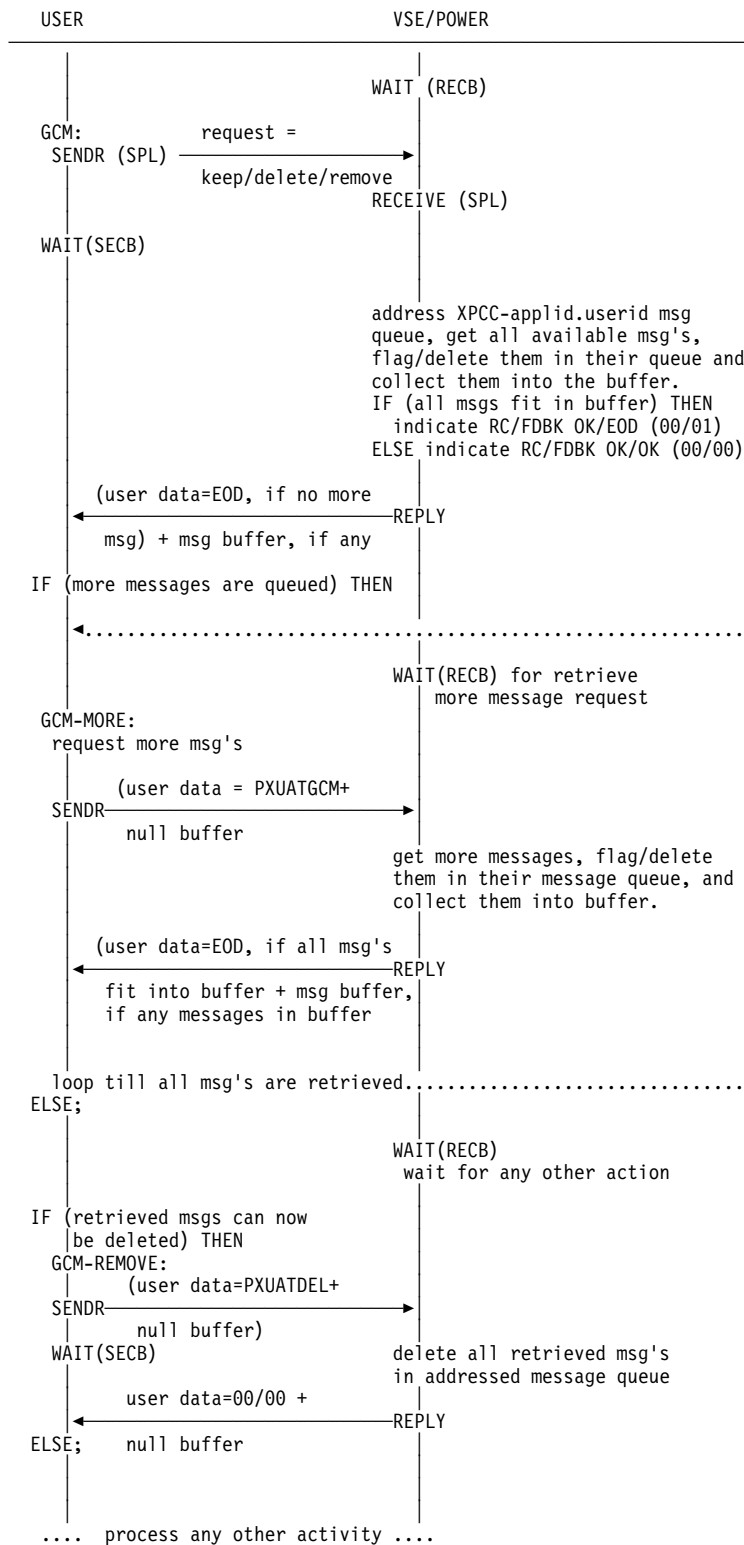 USER VSE/POWER
WAIT (RECB)
GCM: request =
SENDR (SPL)
keep/delete/remove
RECEIVE (SPL)
WAIT(SECB)
address XPCC-applid.userid msg
queue, get all available msg's,
flag/delete them in their queue and
collect them into the buffer.
IF (all msgs fit in buffer) THEN
indicate RC/FDBK OK/EOD (00/01)
ELSE indicate RC/FDBK OK/OK (00/00)
(user data=EOD, if no more
REPLY
msg) + msg buffer, if any
IF (more messages are queued) THEN
..............................................................
WAIT(RECB) for retrieve
more message request
GCM-MORE:
request more msg's
(user data = PXUATGCM+
SENDR
null buffer
get more messages, flag/delete
them in their message queue, and
collect them into buffer.
(user data=EOD, if all msg's
REPLY
fit into buffer + msg buffer,
if any messages in buffer
loop till all msg's are retrieved................................
ELSE;
WAIT(RECB)
wait for any other action
IF (retrieved msgs can now
be deleted) THEN
GCM-REMOVE:
(user data=PXUATDEL+
SENDR
null buffer)
WAIT(SECB) delete all retrieved msg's
in addressed message queue
user data=00/00 +
REPLY
ELSE; null buffer
.... process any other activity ....